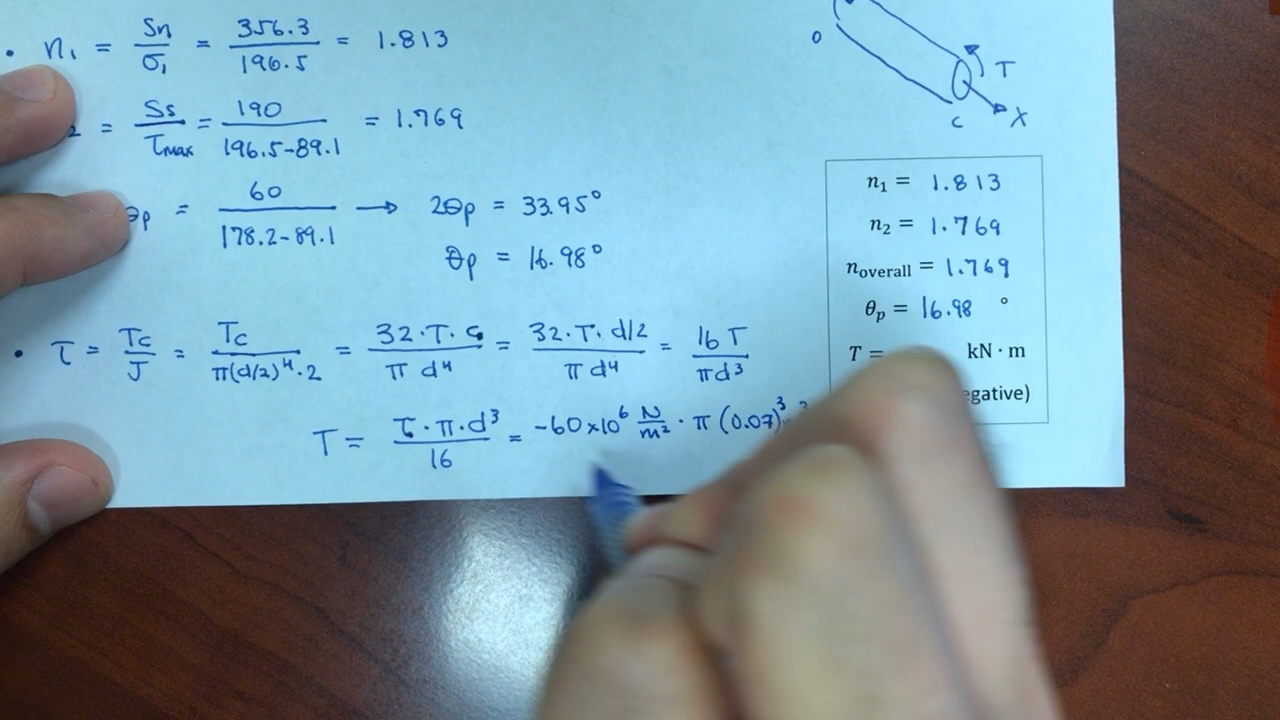 • n₁ = Sn/σ₁ = 356.3/196.5 = 1.813
₂ = Ss/τmax = 190/(196.5-89.1) = 1.769
θp = 60/(178.2-89.1) → 2θp = 33.95°
θp = 16.98°
• τ = Tc/J = Tc/(π(d/2)⁴·2) = 32·T·c/(π d⁴) = 32·T·d/2/(πd⁴) = 16T/(πd³)
T = τ·π·d³/16 = -60x10⁶ N/m² · π (0.07)³
O
T
C
X
n₁ = 1.813
n₂ = 1.769
noverall = 1.769
θp = 16.98 °
T = kN · m
egative)